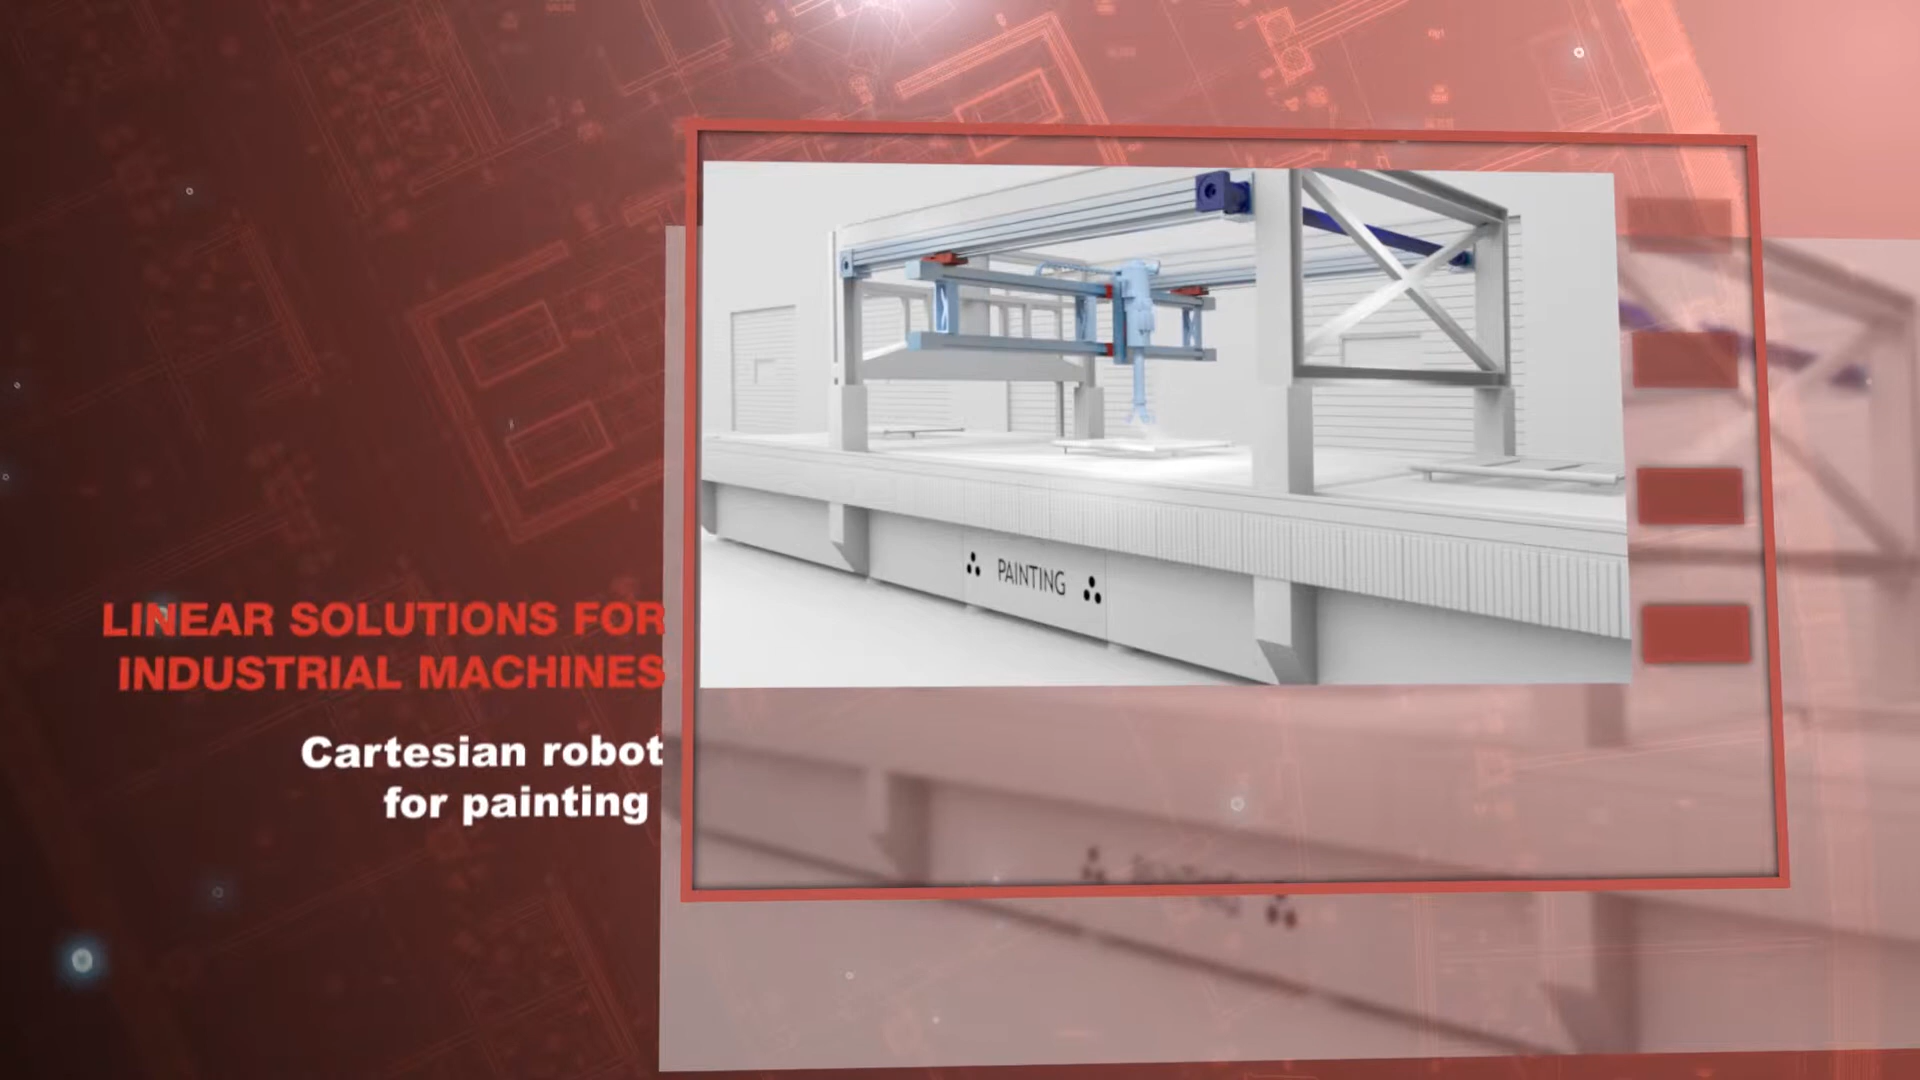 LINEAR SOLUTIONS FOR
INDUSTRIAL MACHINES
Cartesian robot
for painting
PAINTING